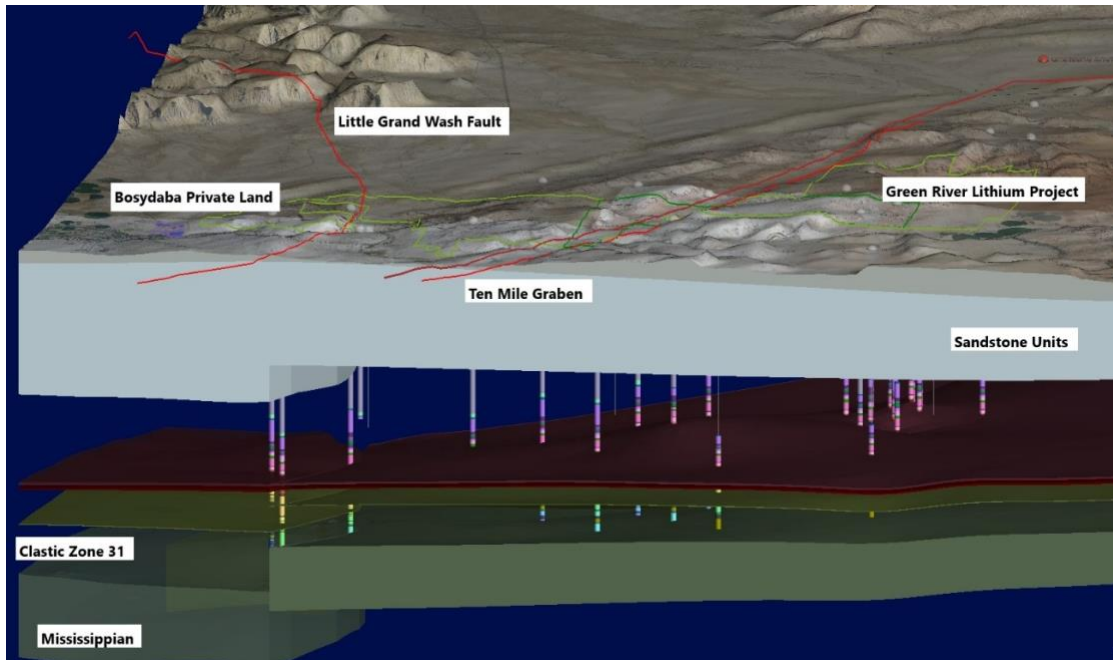 Little Grand Wash Fault
Bosydaba Private Land
Green River Lithium Project
Ten Mile Graben
Sandstone Units
Clastic Zone 31
Mississippian